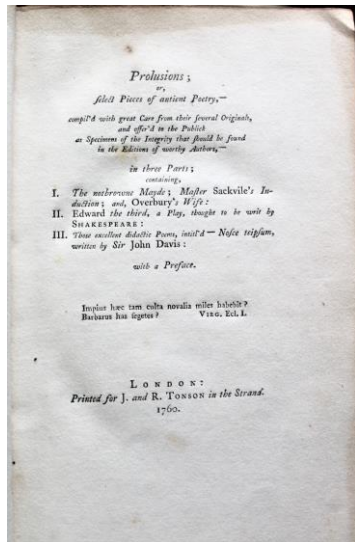 Prolusions;
or,
select Pieces of antient Poetry,—
compil'd with great Care from their several Originals,
and offer'd to the Publick
as Specimens of the Integrity that should be found
in the Editions of worthy Authors,—
in three Parts;
containing,
I. The notbrowne Mayde; Master Sackvile's In-
duction; and, Overbury's Wife:
II. Edward the third, a Play, thought to be writ by
SHAKESPEARE:
III. Those excellent didactic Poems, intitl'd — Nosce teipsum,
written by Sir John Davis:
with a Preface.
Impius hæc tam culta novalia miles habebit?
Barbarus has segetes? VIRG. Ecl. I.
LONDON:
Printed for J. and R. TONSON in the Strand.
1760.